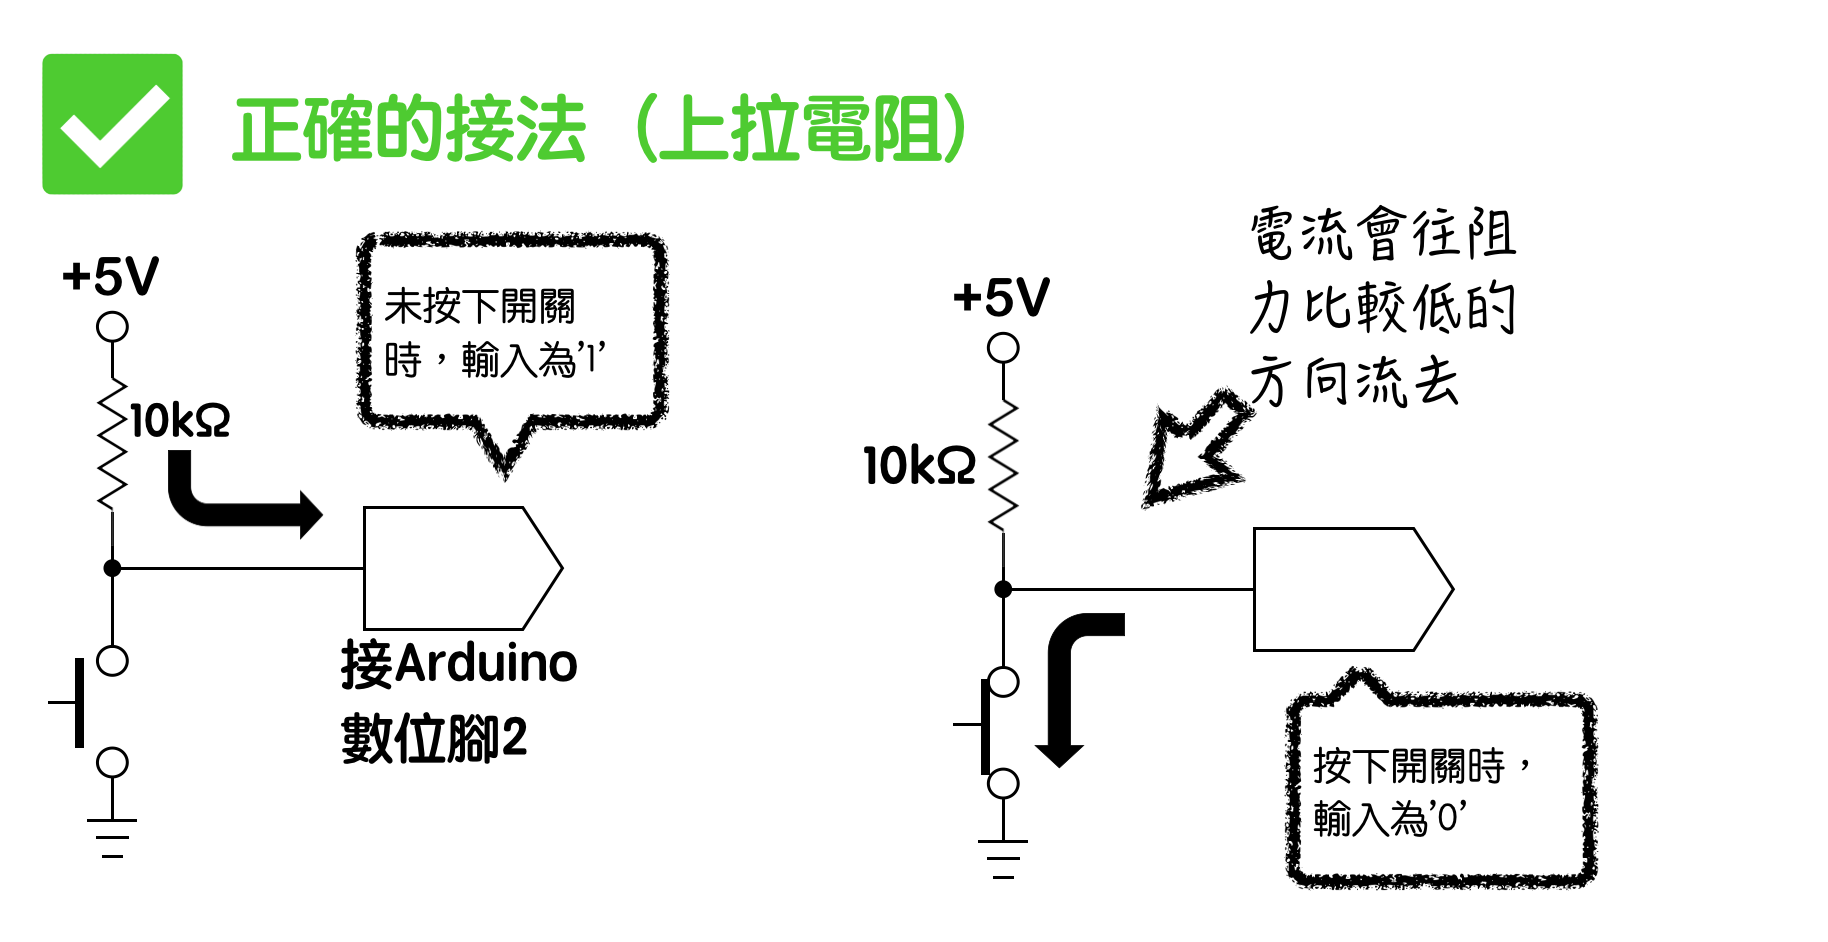 正確的接法（上拉電阻）
+5V
10kΩ
未按下開關
時，輸入為’1’
接Arduino
數位腳2
電流會往阻
力比較低的
方向流去
+5V
10kΩ
按下開關時，
輸入為’0’